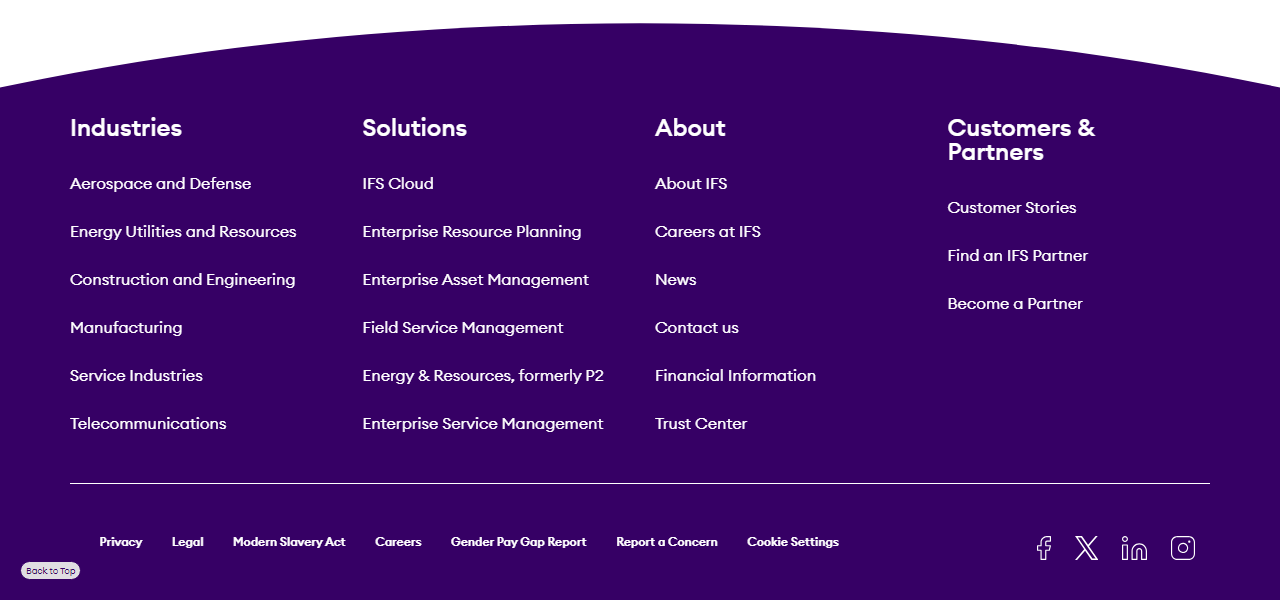 Industries
Aerospace and Defense
Energy Utilities and Resources
Construction and Engineering
Manufacturing
Service Industries
Telecommunications
Solutions
IFS Cloud
Enterprise Resource Planning
Enterprise Asset Management
Field Service Management
Energy & Resources, formerly P2
Enterprise Service Management
About
About IFS
Careers at IFS
News
Contact us
Financial Information
Trust Center
Customers &
Partners
Customer Stories
Find an IFS Partner
Become a Partner
Privacy Legal Modern Slavery Act Careers Gender Pay Gap Report Report a Concern Cookie Settings
Back to Top